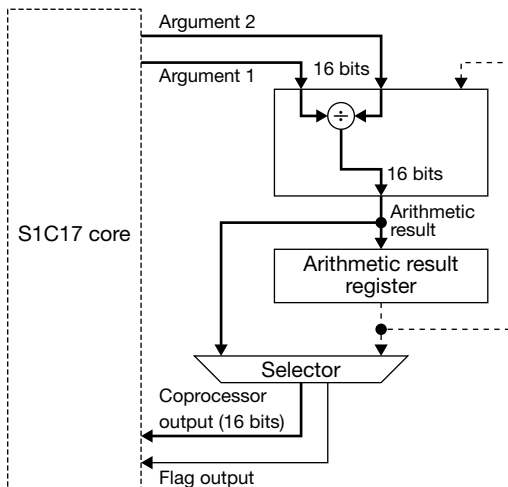 Argument 2
Argument 1
16 bits
÷
16 bits
S1C17 core
Arithmetic
result
Arithmetic result
register
Selector
Coprocessor
output (16 bits)
Flag output